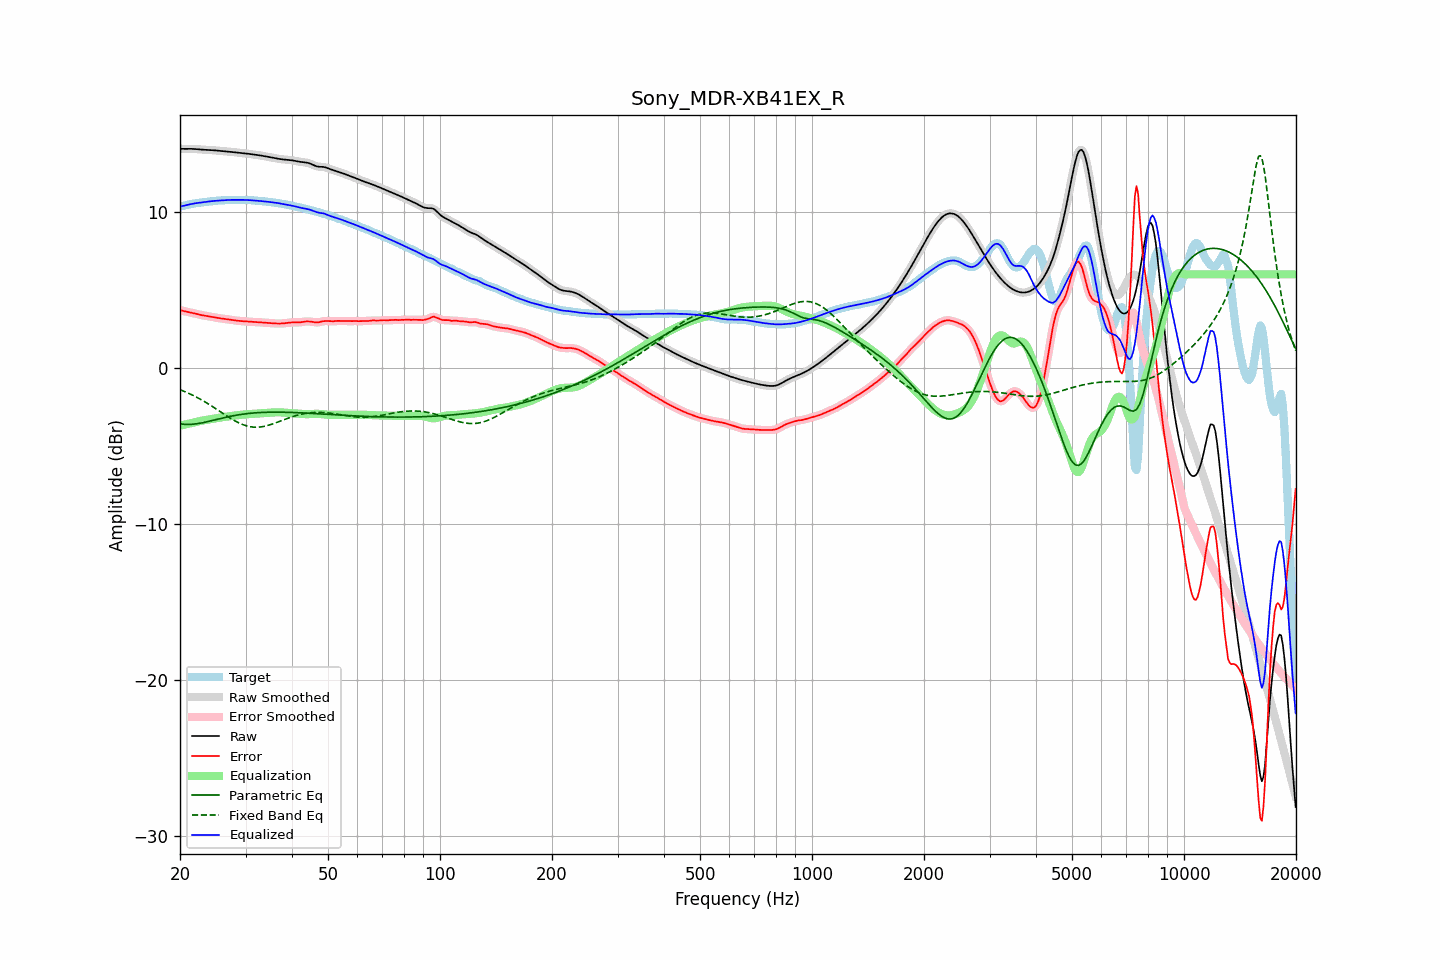 Sony_MDR-XB41EX_R
Amplitude (dBr)
10
0
−10
−20
−30
Target
Raw Smoothed
Error Smoothed
Raw
Error
Equalization
Parametric Eq
Fixed Band Eq
Equalized
20 50 100 200 500 1000 2000 5000 10000 20000
Frequency (Hz)